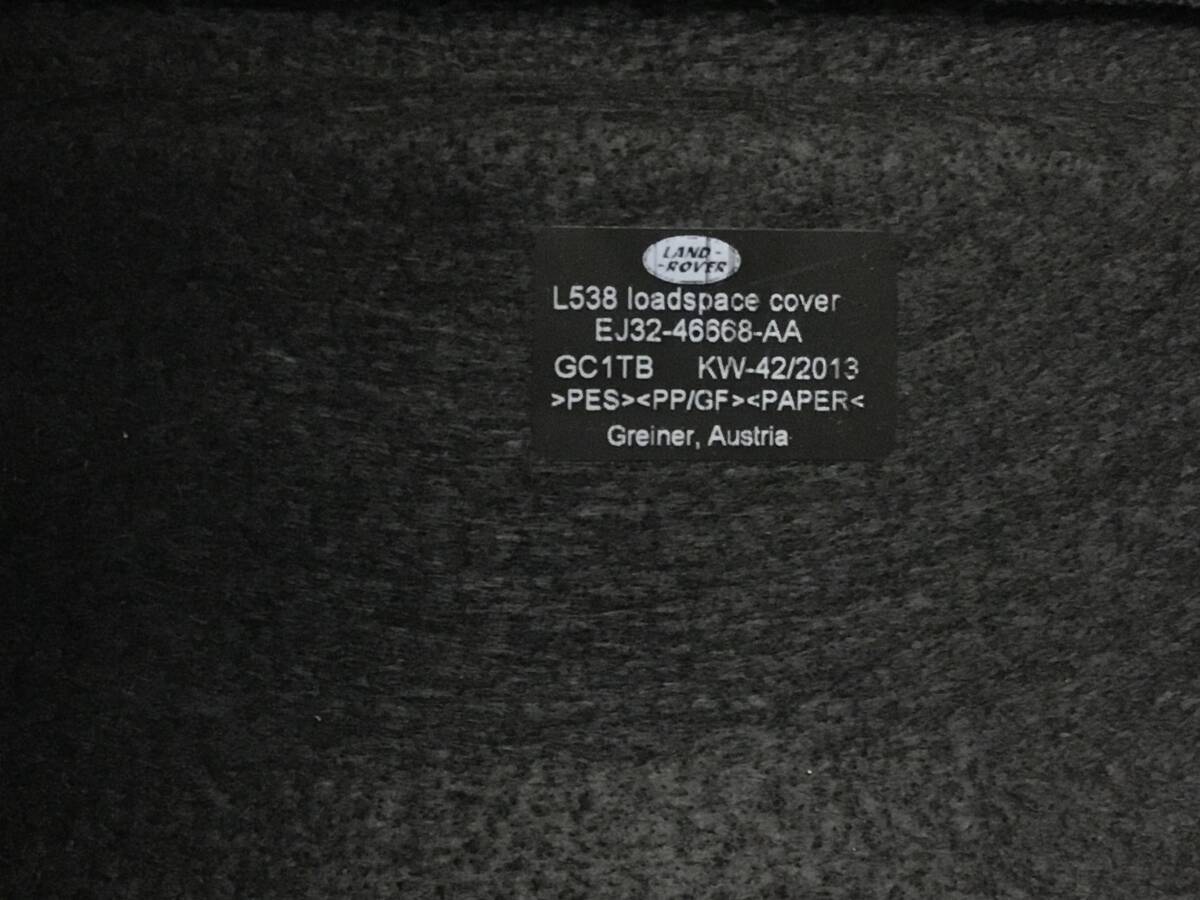 LAND-
-ROVER
L538 loadspace cover
EJ32-46668-AA
GC1TB KW-42/2013
>PES><PP/GF><PAPER<
Greiner, Austria